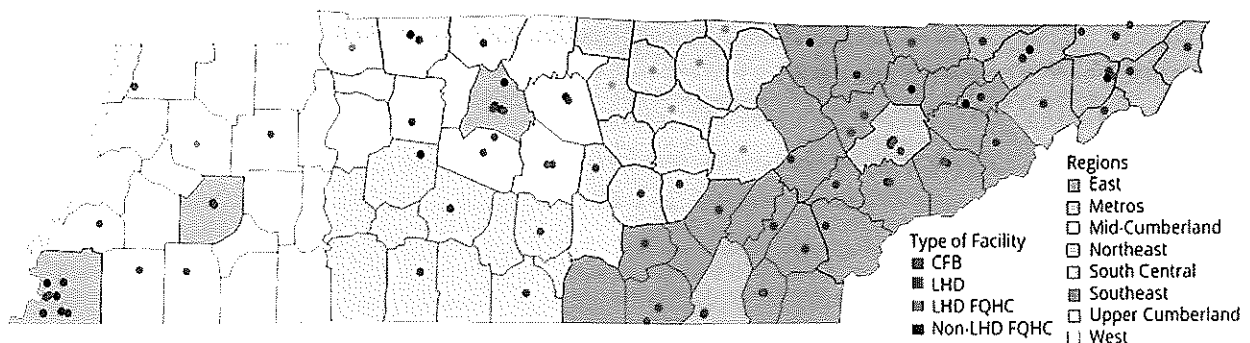 Type of Facility
CFB
LHD
LHD FQHC
Non-LHD FQHC
Regions
East
Metros
Mid-Cumberland
Northeast
South Central
Southeast
Upper Cumberland
West